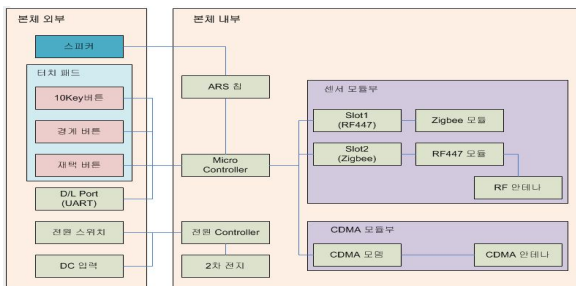 본체 외부
스피커
터치 패드
10Key버튼
경계 버튼
재택 버튼
D/L Port
(UART)
전원 스위치
DC 입력
본체 내부
ARS 칩
Micro
Controller
전원 Controller
2차 전지
센서 모듈부
Slot1
(RF447)
Zigbee 모듈
Slot2
(Zigbee)
RF447 모듈
RF 안테나
CDMA 모듈부
CDMA 모뎀
CDMA 안테나